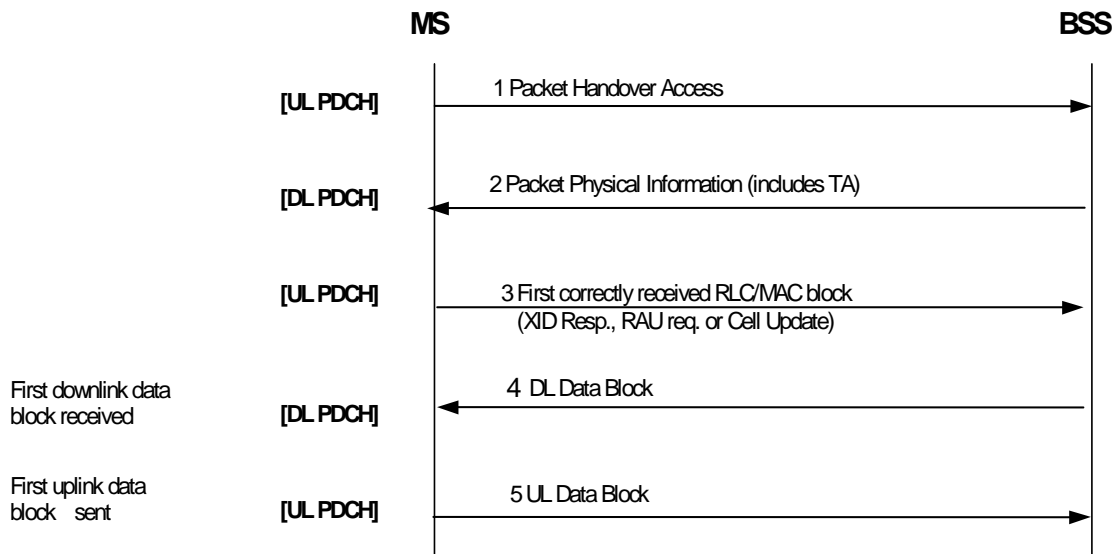 MS
BSS
1 Packet Handover Access
[UL PDCH]
2 Packet Physical Information (includes TA)
[DL PDCH]
[UL PDCH]
3 First correctly received RLC/MAC block
(XID Resp., RAU req. or Cell Update)
First downlink data
block received
[DL PDCH]
4 DL Data Block
First uplink data
block sent
[UL PDCH]
5 UL Data Block